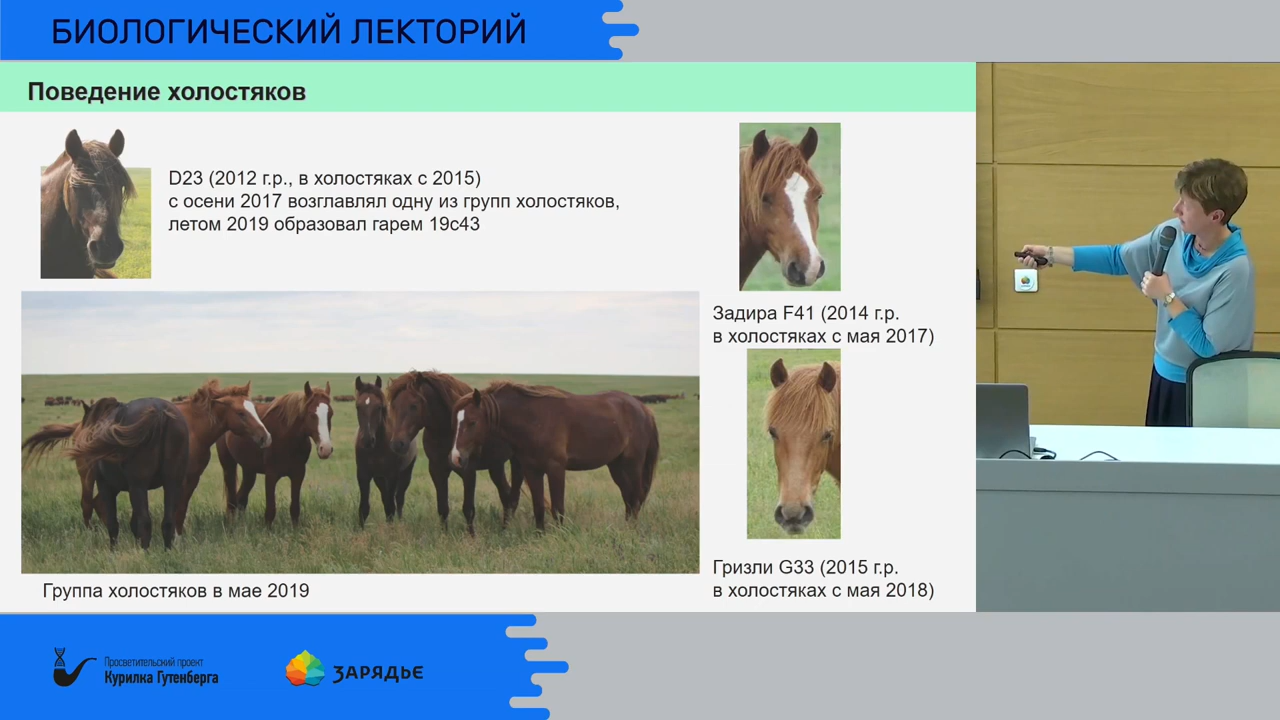 БИОЛОГИЧЕСКИЙ ЛЕКТОРИЙ
Поведение холостяков
D23 (2012 г.р., в холостяках с 2015)
с осени 2017 возглавлял одну из групп холостяков,
летом 2019 образовал гарем 19с43
Задира F41 (2014 г.р.
в холостяках с мая 2017)
Гризли G33 (2015 г.р.
в холостяках с мая 2018)
Группа холостяков в мае 2019
Просветительский проект
Курилка Гутенберга
ЗАРЯДЬЕ